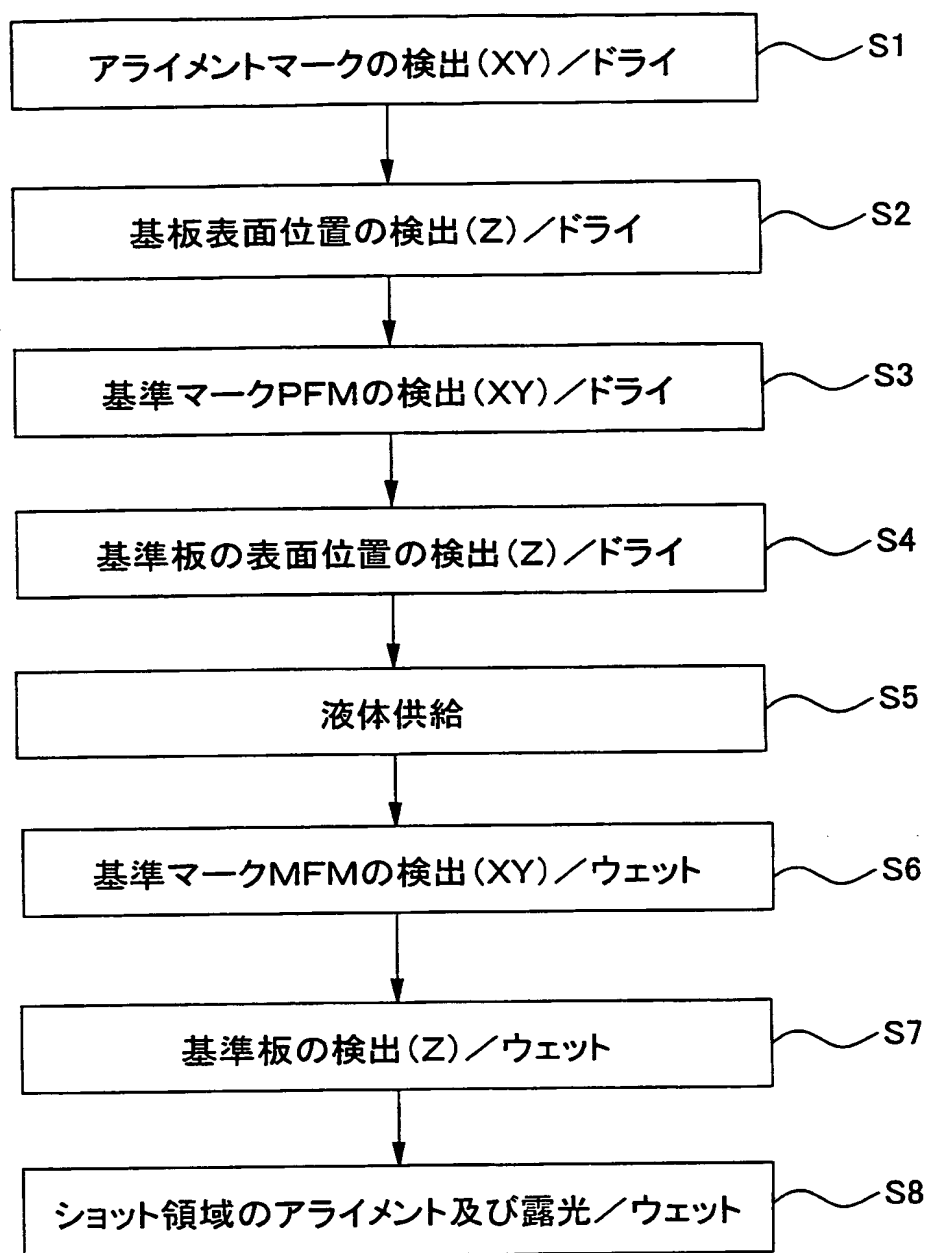 アライメントマークの検出(XY)/ドライ
S1
基板表面位置の検出(Z)/ドライ
S2
基準マークPFMの検出(XY)/ドライ
S3
基準板の表面位置の検出(Z)/ドライ
S4
液体供給
S5
基準マークMFMの検出(XY)/ウェット
S6
基準板の検出(Z)/ウェット
S7
ショット領域のアライメント及び露光/ウェット
S8